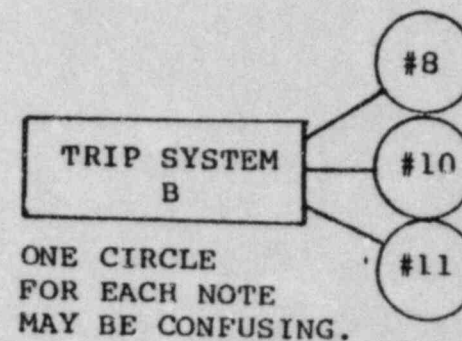 #8
TRIP SYSTEM
B
#10
#11
ONE CIRCLE
FOR EACH NOTE
MAY BE CONFUSING.